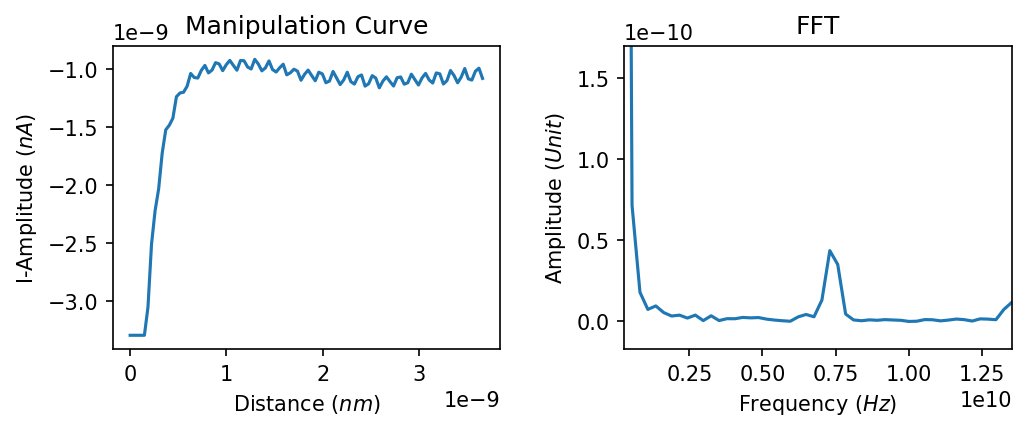 1e−9
Manipulation Curve
I-Amplitude (nA)
−1.0
−1.5
−2.0
−2.5
−3.0
0 1 2 3
Distance (nm)
1e−9
1e−10
FFT
Amplitude (Unit)
1.5
1.0
0.5
0.0
0.25 0.50 0.75 1.00 1.25
Frequency (Hz)
1e10